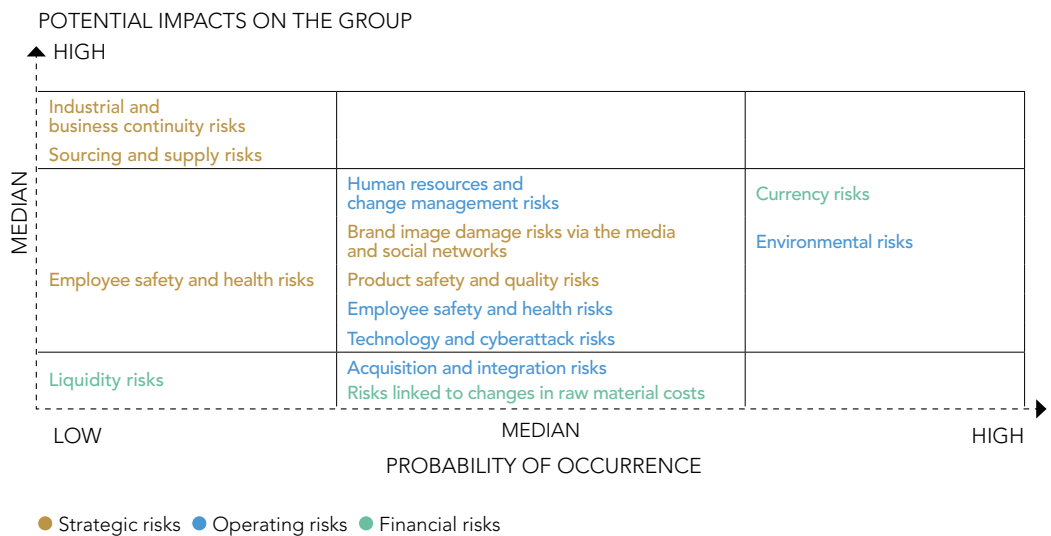 POTENTIAL IMPACTS ON THE GROUP
HIGH
Industrial and
business continuity risks
Sourcing and supply risks
MEDIAN
Human resources and
change management risks
Currency risks
Brand image damage risks via the media
and social networks
Environmental risks
Employee safety and health risks
Product safety and quality risks
Employee safety and health risks
Technology and cyberattack risks
Liquidity risks
Acquisition and integration risks
Risks linked to changes in raw material costs
LOW
MEDIAN
HIGH
PROBABILITY OF OCCURRENCE
Strategic risks
Operating risks
Financial risks